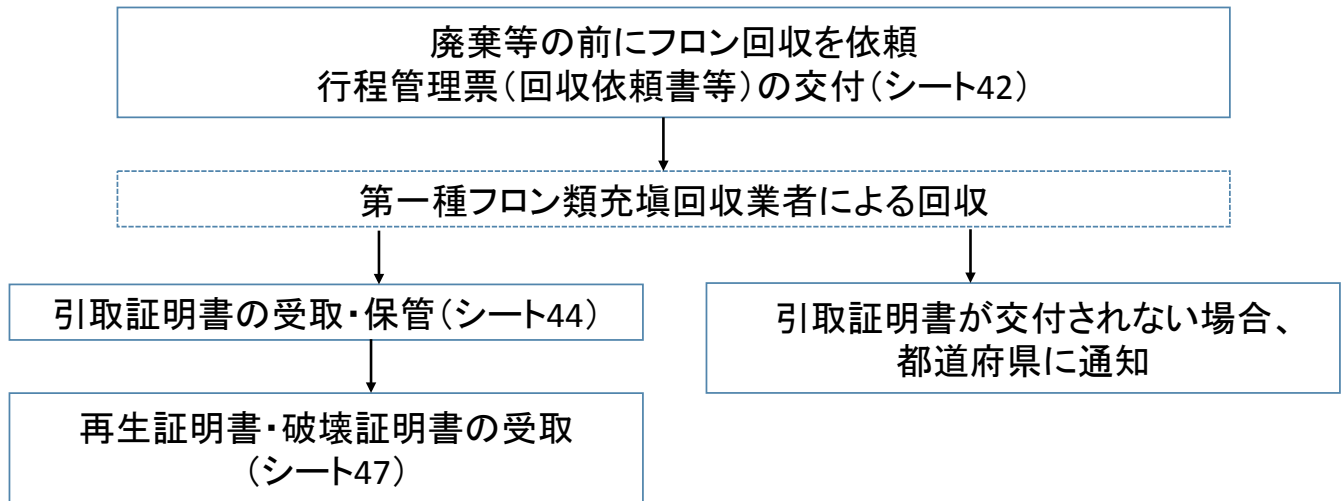 廃棄等の前にフロン回収を依頼
行程管理票（回収依頼書等）の交付（シート42）
第一種フロン類充塡回収業者による回収
引取証明書の受取・保管（シート44）
引取証明書が交付されない場合、
都道府県に通知
再生証明書・破壊証明書の受取
（シート47）